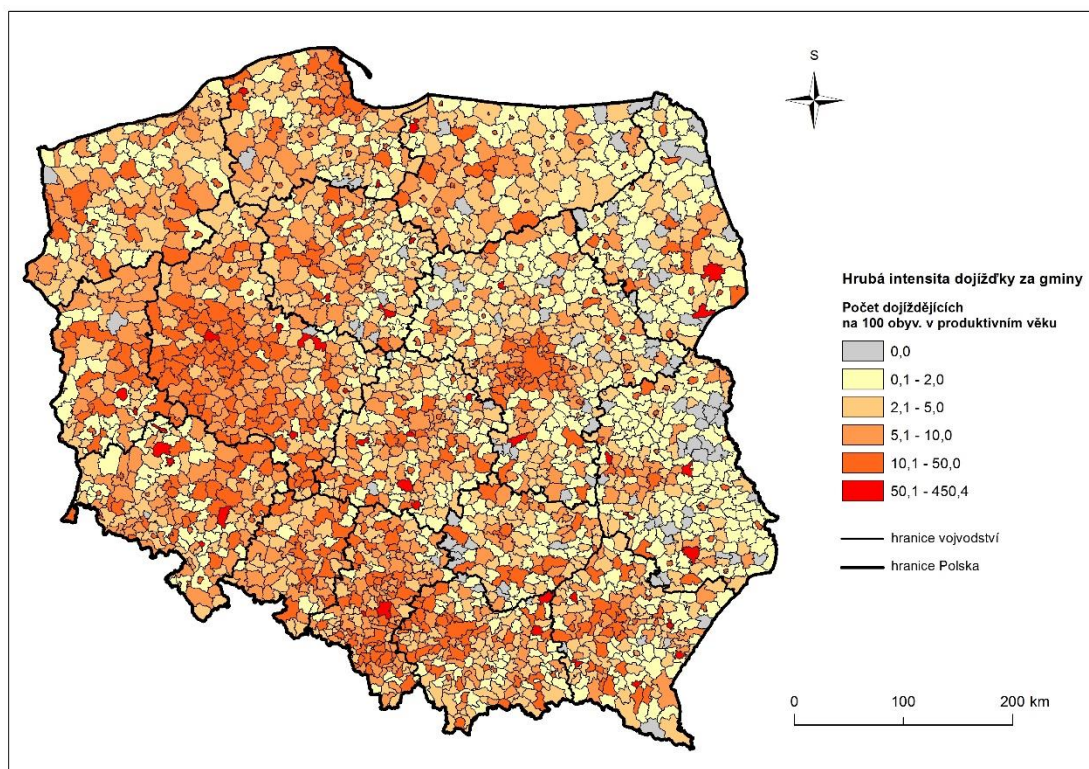 S
Hrubá intensita dojížďky za gminy
Počet dojíždějících
na 100 obyv. v produktivním věku
0,0
0,1 - 2,0
2,1 - 5,0
5,1 - 10,0
10,1 - 50,0
50,1 - 450,4
hranice vojvodství
hranice Polska
0 100 200 km